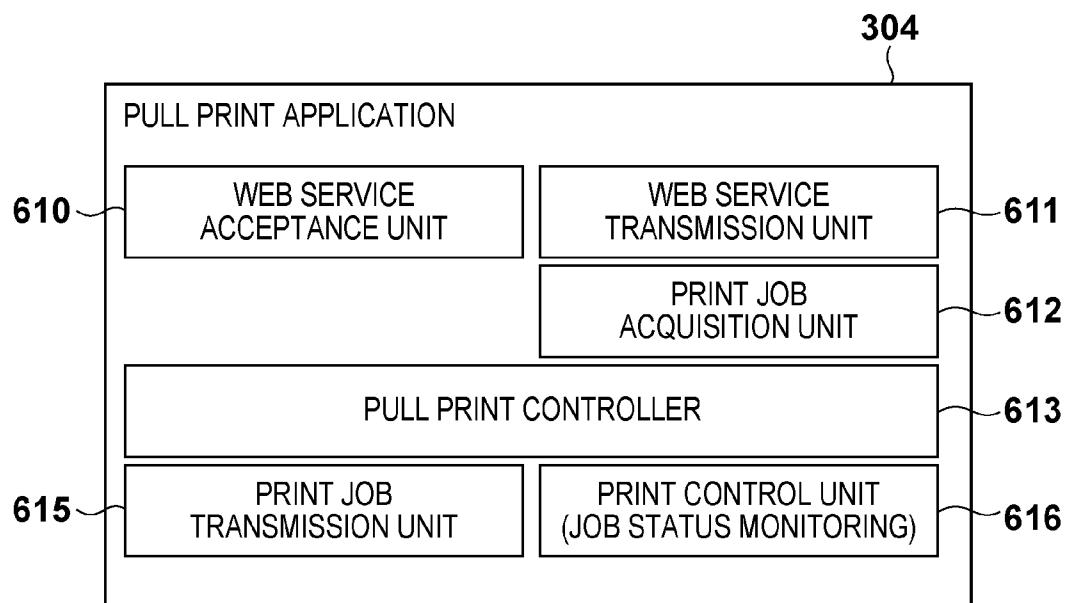 304
PULL PRINT APPLICATION
610
WEB SERVICE
ACCEPTANCE UNIT
WEB SERVICE
TRANSMISSION UNIT
611
PRINT JOB
ACQUISITION UNIT
612
PULL PRINT CONTROLLER
613
615
PRINT JOB
TRANSMISSION UNIT
PRINT CONTROL UNIT
(JOB STATUS MONITORING)
616